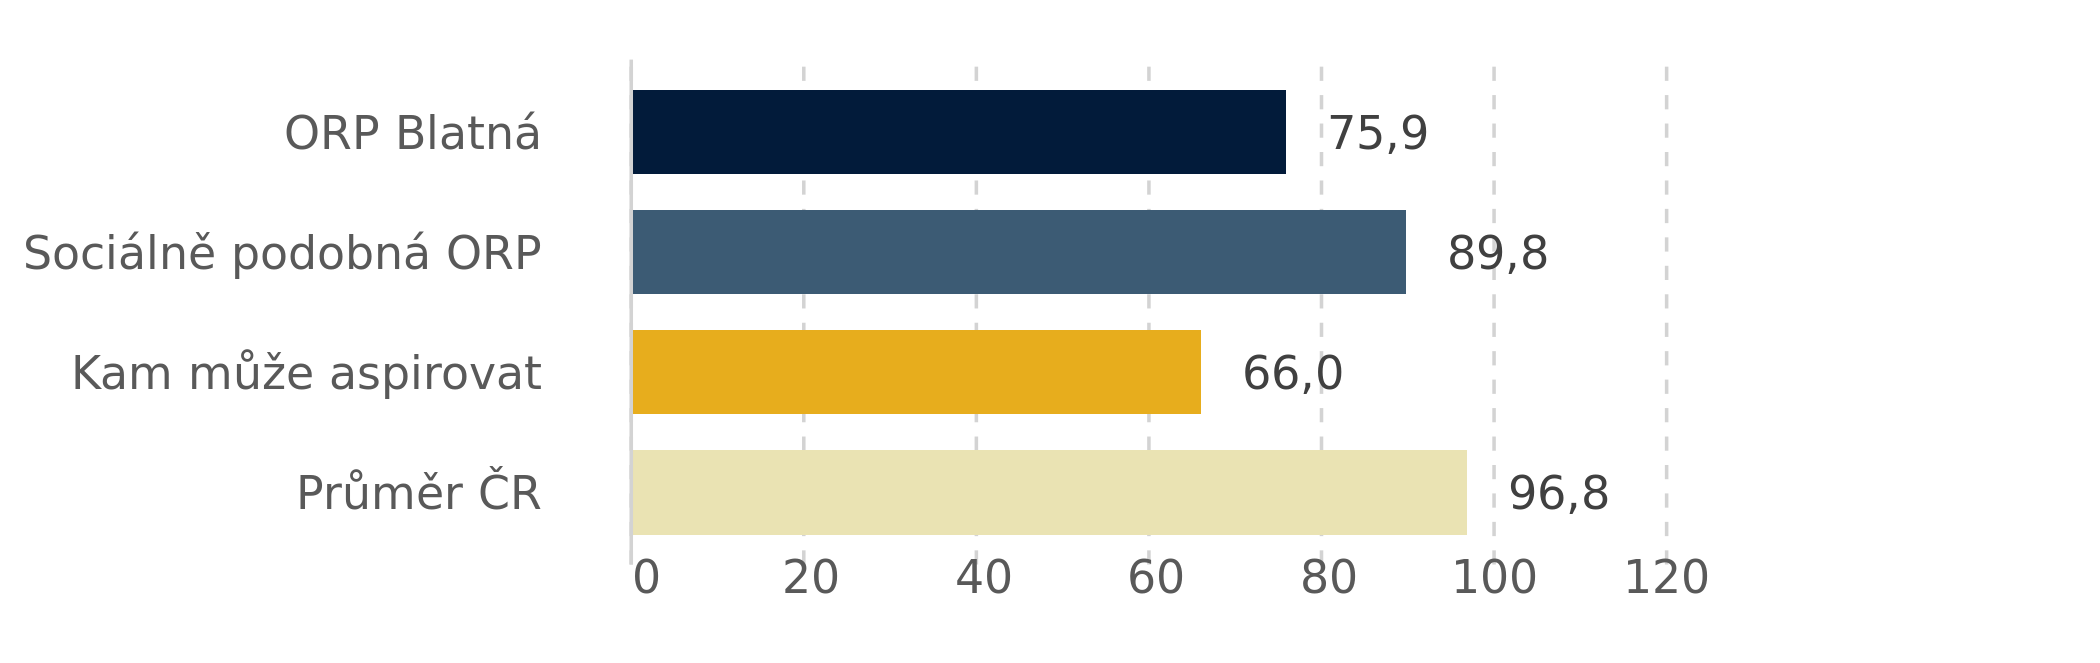 ORP Blatná 75,9
Sociálně podobná ORP 89,8
Kam může aspirovat 66,0
Průměr ČR 96,8
0 20 40 60 80 100 120